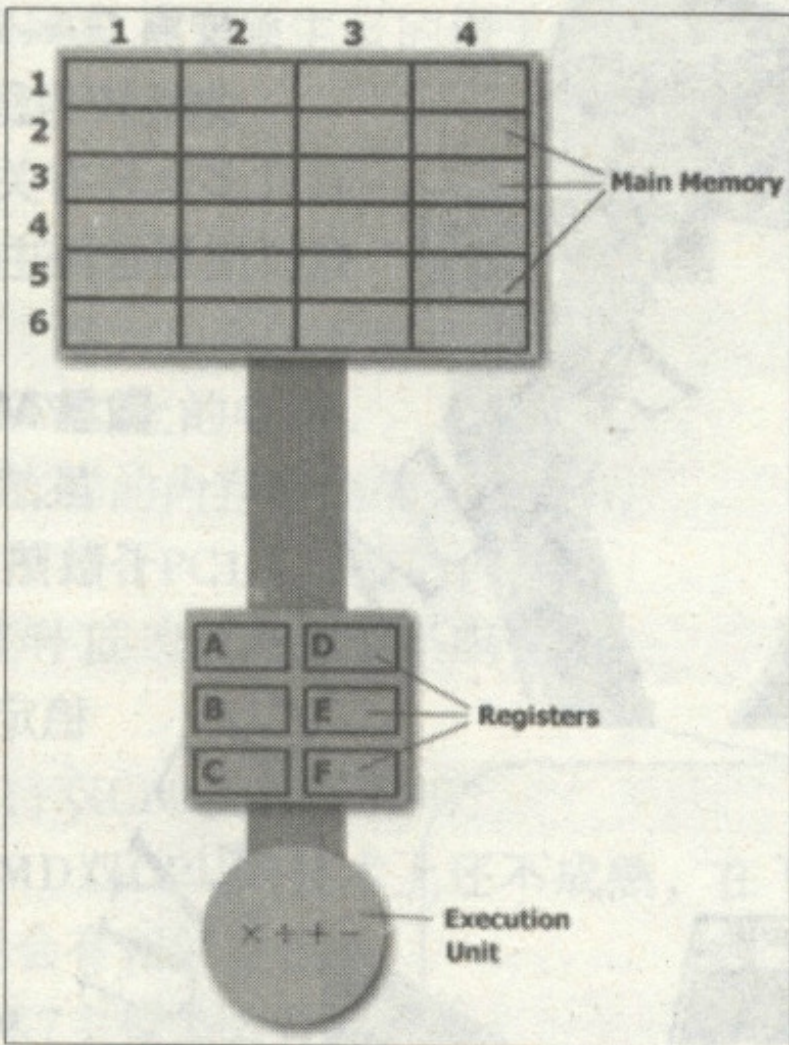 1 2 3 4
1
2
3
4
5
6
Main Memory
A D
B E
C F
Registers
× ÷ + −
Execution
Unit